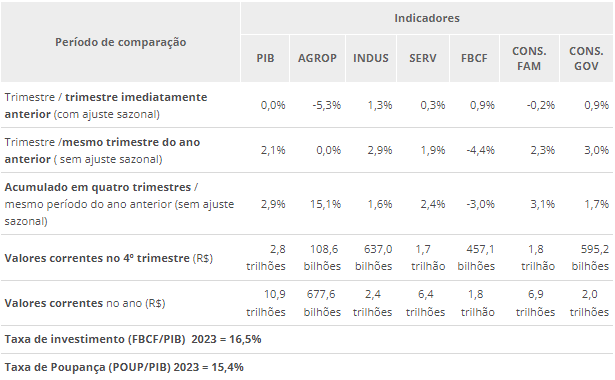 Período de comparação
Indicadores
PIB AGROP INDUS SERV FBCF CONS. FAM CONS. GOV
Trimestre / trimestre imediatamente
anterior (com ajuste sazonal)
0,0% -5,3% 1,3% 0,3% 0,9% -0,2% 0,9%
Trimestre /mesmo trimestre do ano
anterior ( sem ajuste sazonal)
2,1% 0,0% 2,9% 1,9% -4,4% 2,3% 3,0%
Acumulado em quatro trimestres /
mesmo período do ano anterior (sem ajuste
sazonal)
2,9% 15,1% 1,6% 2,4% -3,0% 3,1% 1,7%
Valores correntes no 4º trimestre (R$)
2,8 trilhões 108,6 bilhões 637,0 bilhões 1,7 trilhão 457,1 bilhões 1,8 trilhão 595,2 bilhões
Valores correntes no ano (R$)
10,9 trilhões 677,6 bilhões 2,4 trilhões 6,4 trilhões 1,8 trilhão 6,9 trilhões 2,0 trilhões
Taxa de investimento (FBCF/PIB) 2023 = 16,5%
Taxa de Poupança (POUP/PIB) 2023 = 15,4%